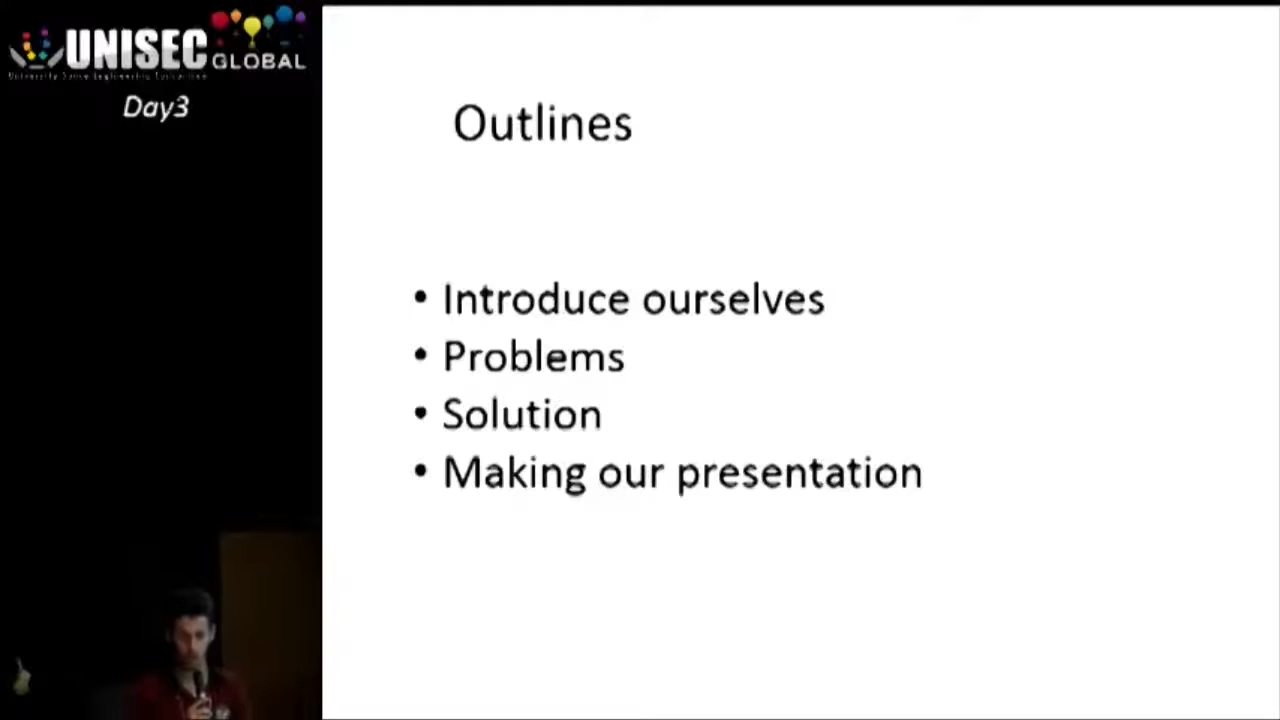 UNISEC
GLOBAL
University Space Engineering Consortium
Day3
Outlines
• Introduce ourselves
• Problems
• Solution
• Making our presentation